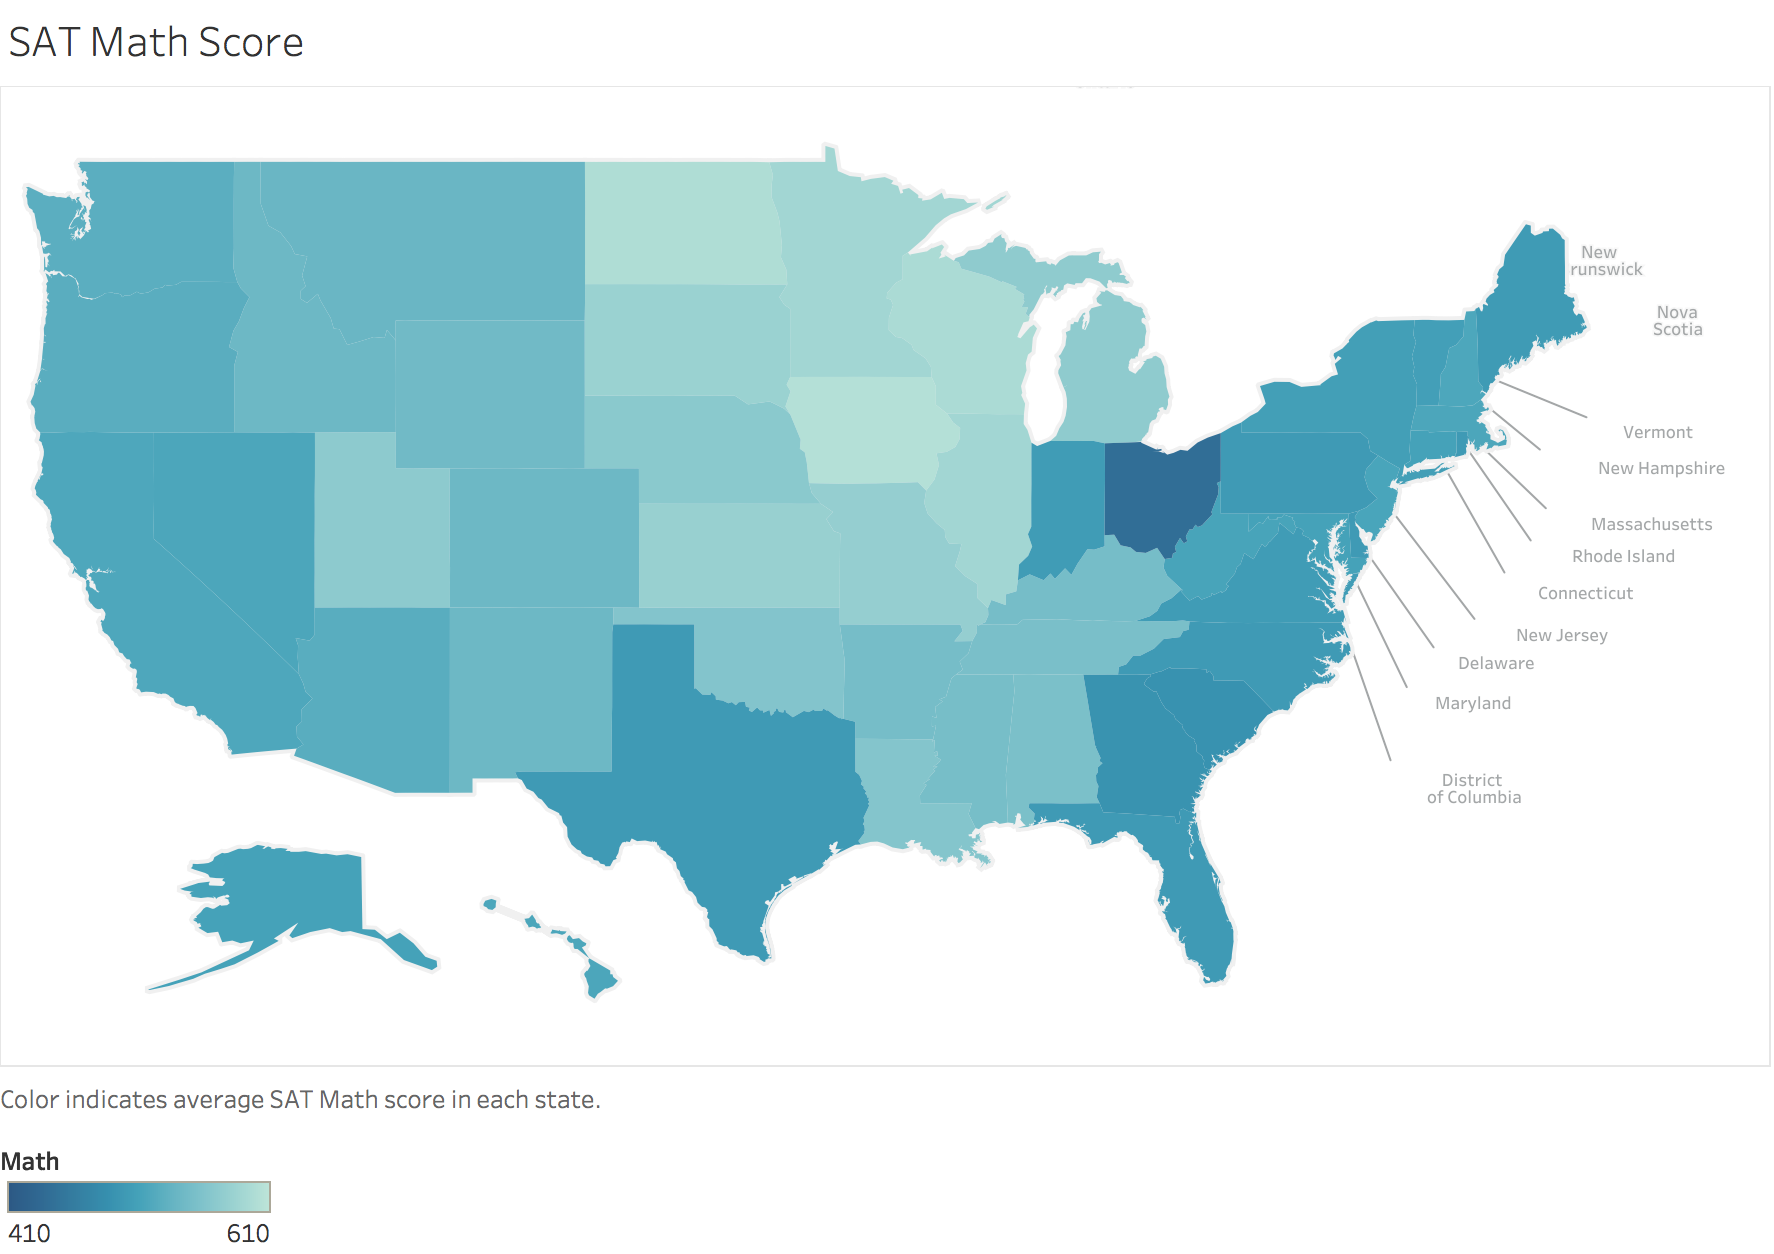 SAT Math Score
New
runswick
Nova
Scotia
Vermont
New Hampshire
Massachusetts
Rhode Island
Connecticut
New Jersey
Delaware
Maryland
District
of Columbia
Color indicates average SAT Math score in each state.
Math
410 610